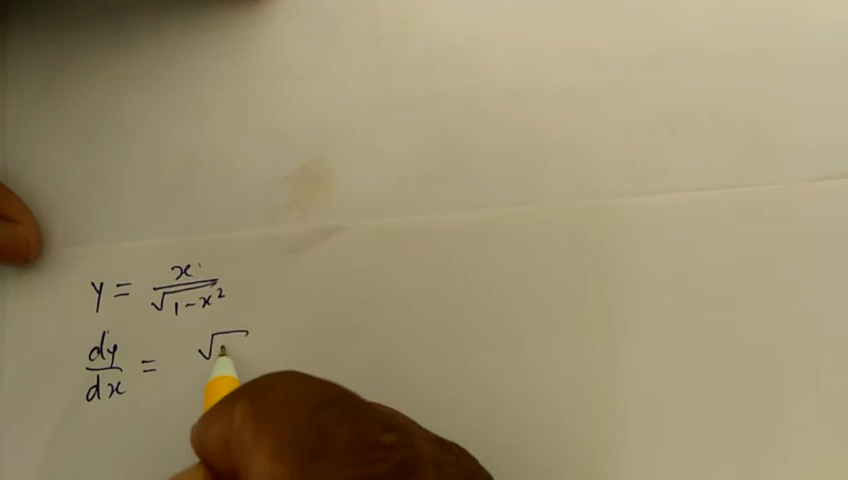 y = x / √(1-x²)
dy/dx = √